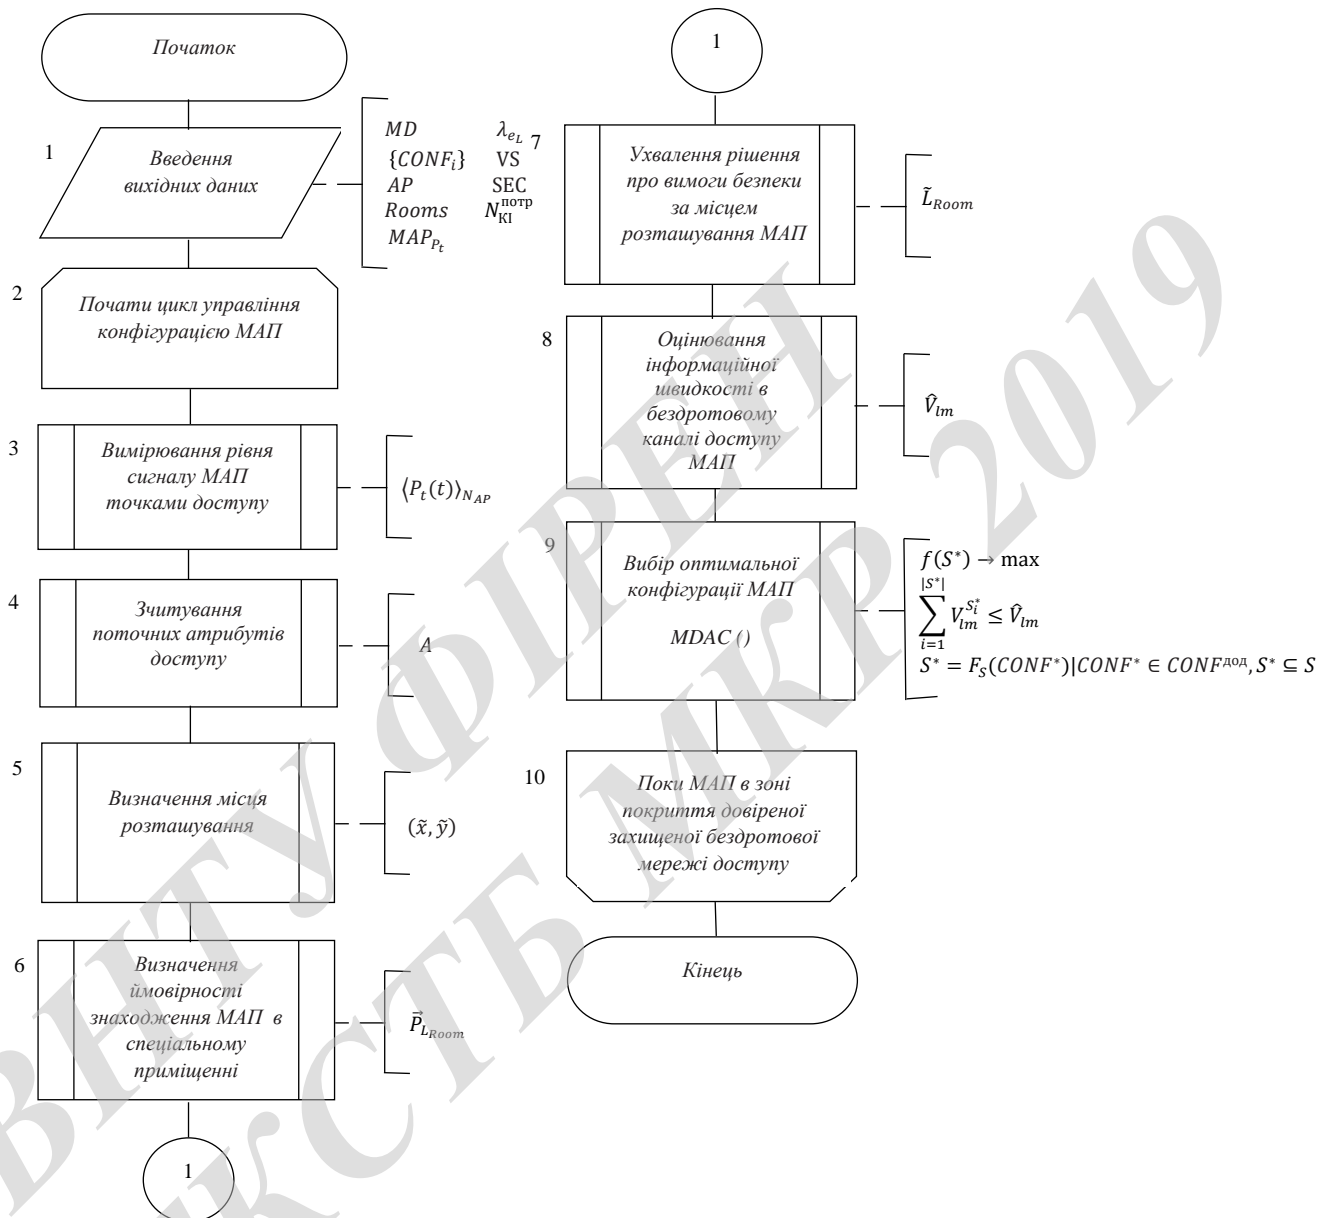 Початок
1
Введення
вихідних даних
MD λ_{e_L}
{CONF_i} VS
AP SEC
Rooms N_{КІ}^{потр}
MAP_{P_t}
2
Почати цикл управління
конфігурацією МАП
3
Вимірювання рівня
сигналу МАП
точками доступу
⟨P_t(t)⟩_{N_{AP}}
4
Зчитування
поточних атрибутів
доступу
A
5
Визначення місця
розташування
(x̃, ỹ)
6
Визначення
ймовірності
знаходження МАП в
спеціальному
приміщенні
P⃗_{L_{Room}}
1
1
7
Ухвалення рішення
про вимоги безпеки
за місцем
розташування МАП
L̃_{Room}
8
Оцінювання
інформаційної
швидкості в
бездротовому
каналі доступу
МАП
V̂_{lm}
9
Вибір оптимальної
конфігурації МАП
MDAC ()
f(S*) → max
∑_{i=1}^{|S*|} V_{lm}^{S_i^*} ≤ V̂_{lm}
S* = F_S(CONF*)|CONF* ∈ CONF^{дод}, S* ⊆ S
10
Поки МАП в зоні
покриття довіреної
захищеної бездротової
мережі доступу
Кінець
ВНТУ ФІРЕН
ТКСТБ МКР 2019